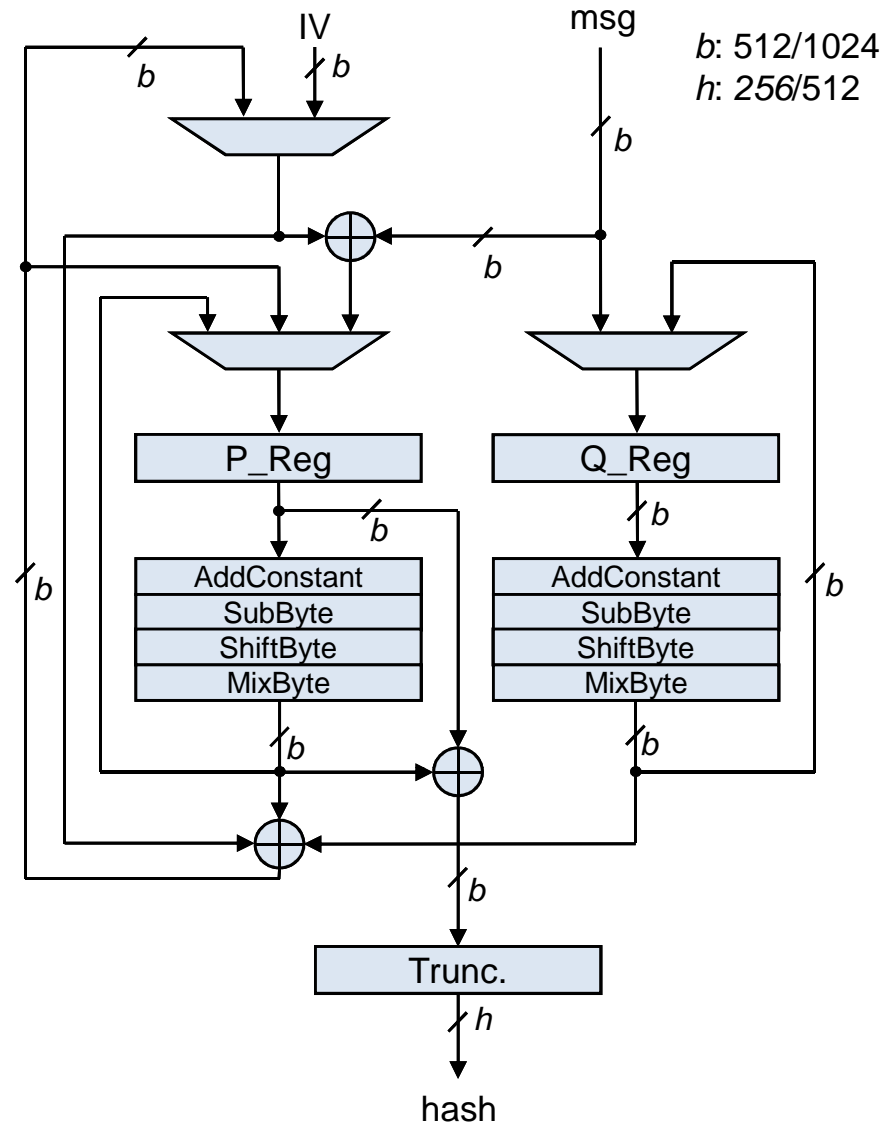 IV
msg
b: 512/1024
h: 256/512
b
b
b
b
P_Reg
Q_Reg
b
b
AddConstant
AddConstant
b
b
SubByte
SubByte
ShiftByte
ShiftByte
MixByte
MixByte
b
b
b
Trunc.
h
hash